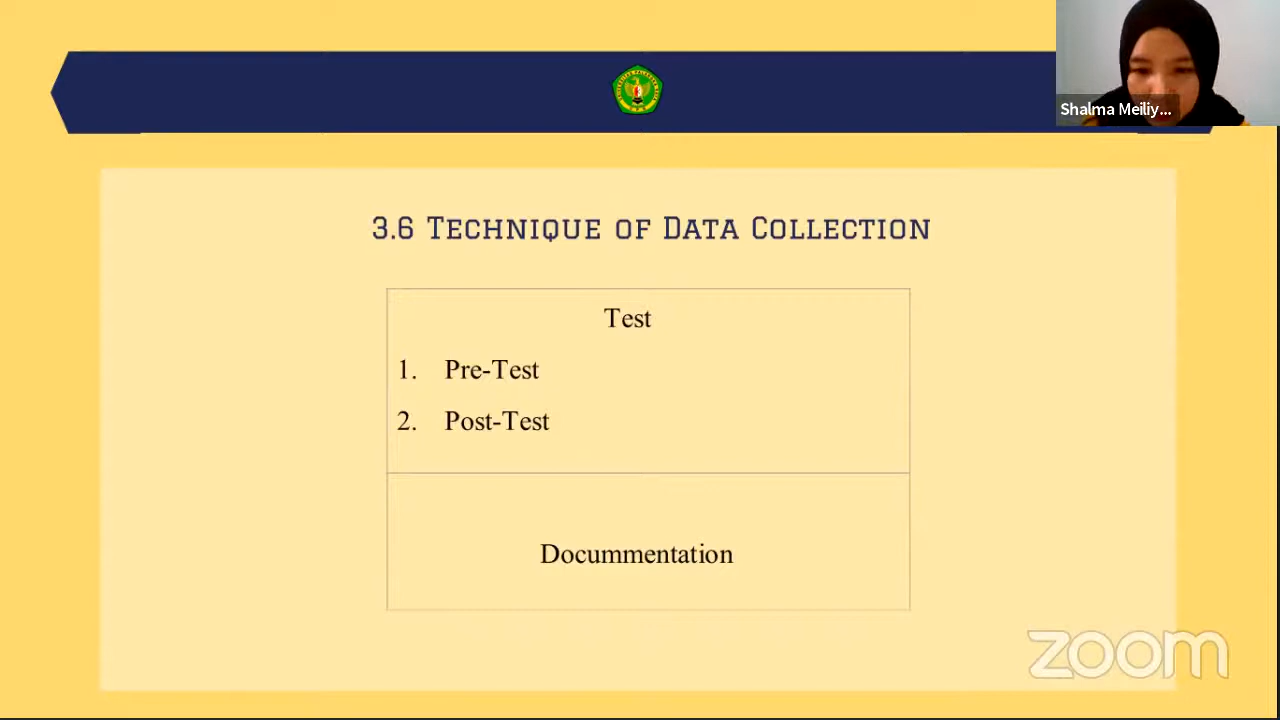 Shalma Meiliy...
3.6 Technique of Data Collection
Test
1. Pre-Test
2. Post-Test
Docummentation
zoom